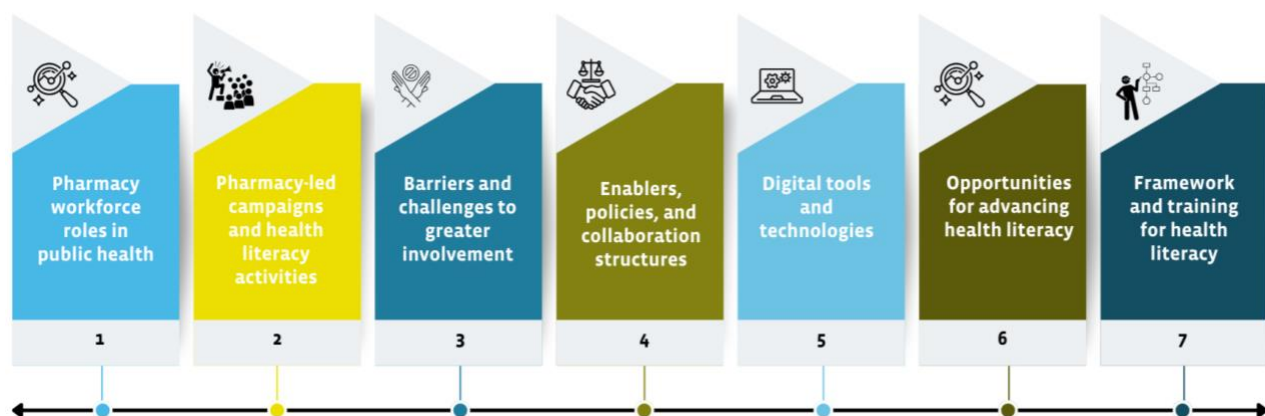 Pharmacy
workforce
roles in
public health
Pharmacy-led
campaigns
and health
literacy
activities
Barriers and
challenges to
greater
involvement
Enablers,
policies, and
collaboration
structures
Digital tools
and
technologies
Opportunities
for advancing
health literacy
Framework
and training
for health
literacy
1
2
3
4
5
6
7